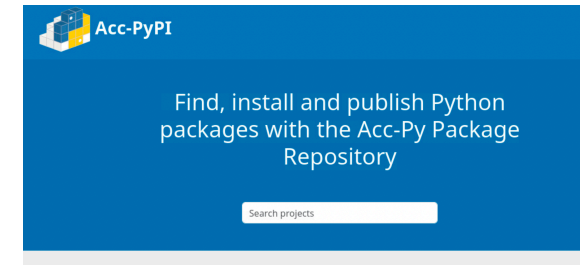 Acc-PyPI
Find, install and publish Python
packages with the Acc-Py Package
Repository
Search projects